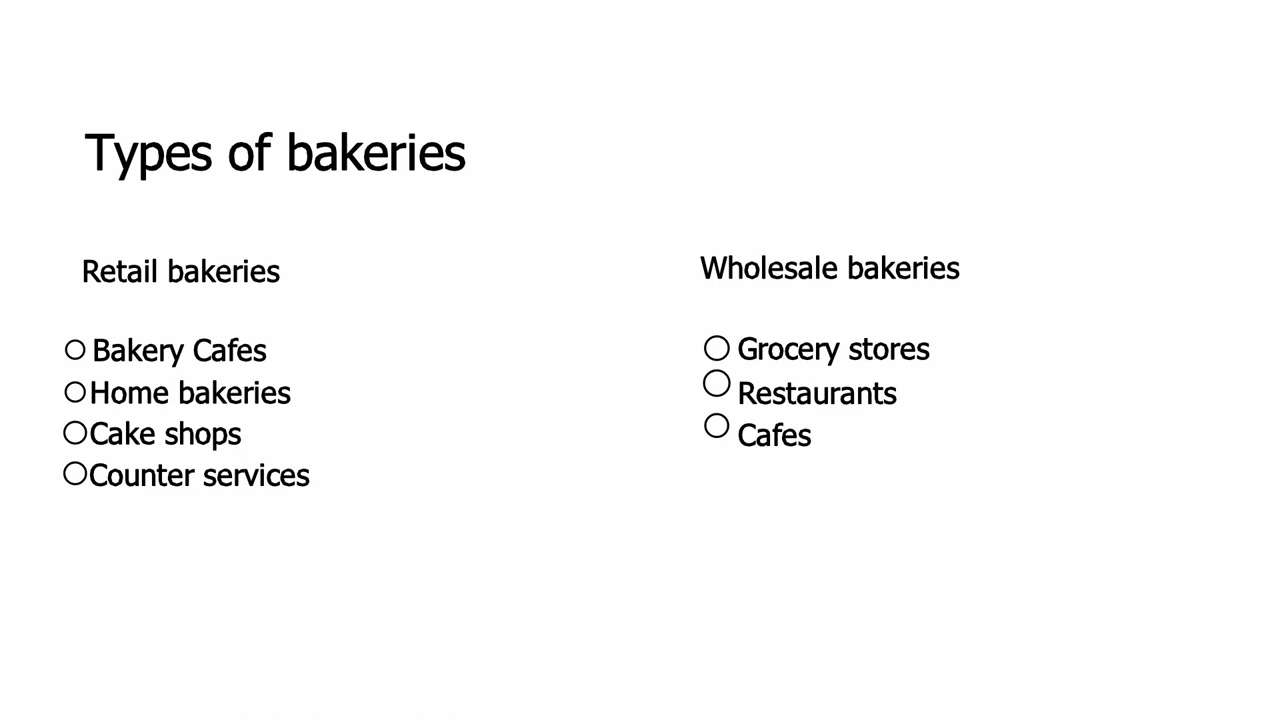 Types of bakeries
Retail bakeries
Bakery Cafes
Home bakeries
Cake shops
Counter services
Wholesale bakeries
Grocery stores
Restaurants
Cafes